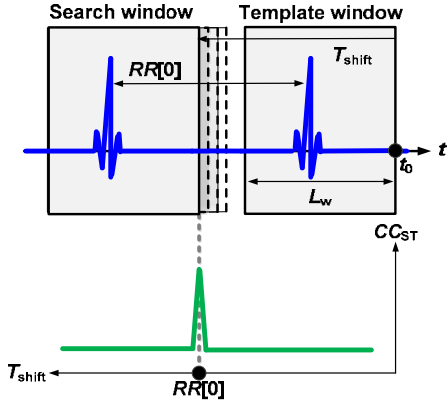 Search window Template window
T_shift
RR[0]
t
t_0
L_w
CC_ST
T_shift
RR[0]